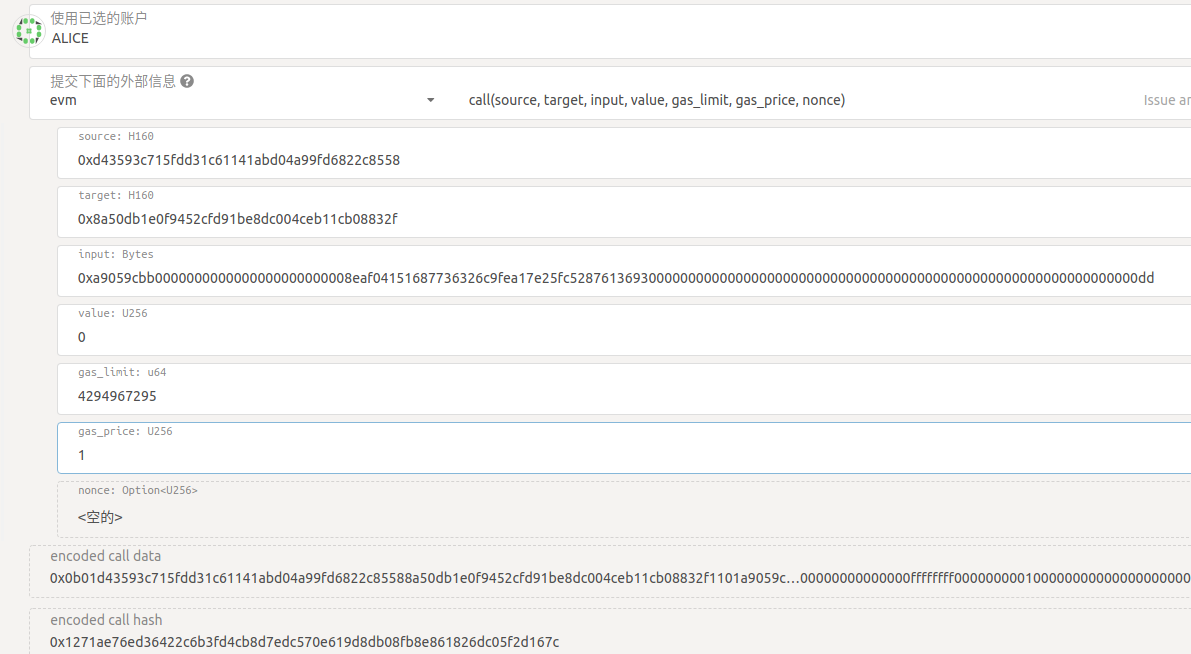 使用已选的账户
ALICE
提交下面的外部信息
evm
call(source, target, input, value, gas_limit, gas_price, nonce)
Issue ar
source: H160
0xd43593c715fdd31c61141abd04a99fd6822c8558
target: H160
0x8a50db1e0f9452cfd91be8dc004ceb11cb08832f
input: Bytes
0xa9059cbb0000000000000000000000008eaf04151687736326c9fea17e25fc528761369300000000000000000000000000000000000000000000000000000000000000dd
value: U256
0
gas_limit: u64
4294967295
gas_price: U256
1
nonce: Option<U256>
<空的>
encoded call data
0x0b01d43593c715fdd31c61141abd04a99fd6822c85588a50db1e0f9452cfd91be8dc004ceb11cb08832f1101a9059c…00000000000000ffffffff0000000001000000000000000000000
encoded call hash
0x1271ae76ed36422c6b3fd4cb8d7edc570e619d8db08fb8e861826dc05f2d167c